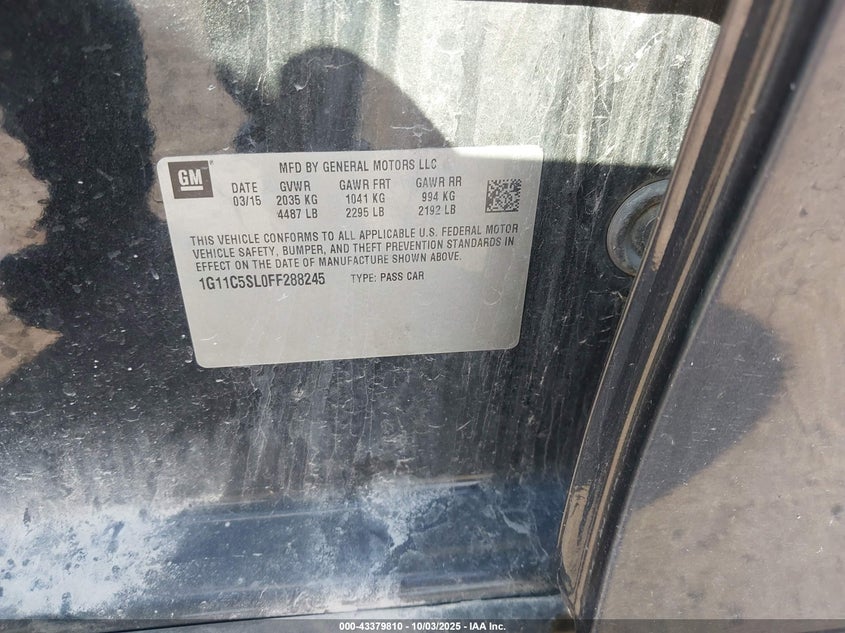 GM
MFD BY GENERAL MOTORS LLC
DATE GVWR GAWR FRT GAWR RR
03/15 2035 KG 1041 KG 994 KG
4487 LB 2295 LB 2192 LB
THIS VEHICLE CONFORMS TO ALL APPLICABLE U.S. FEDERAL MOTOR
VEHICLE SAFETY, BUMPER, AND THEFT PREVENTION STANDARDS IN
EFFECT ON THE DATE OF MANUFACTURE SHOWN ABOVE.
1G11C5SL0FF288245 TYPE: PASS CAR
000-43379810 - 10/03/2025 - IAA Inc.